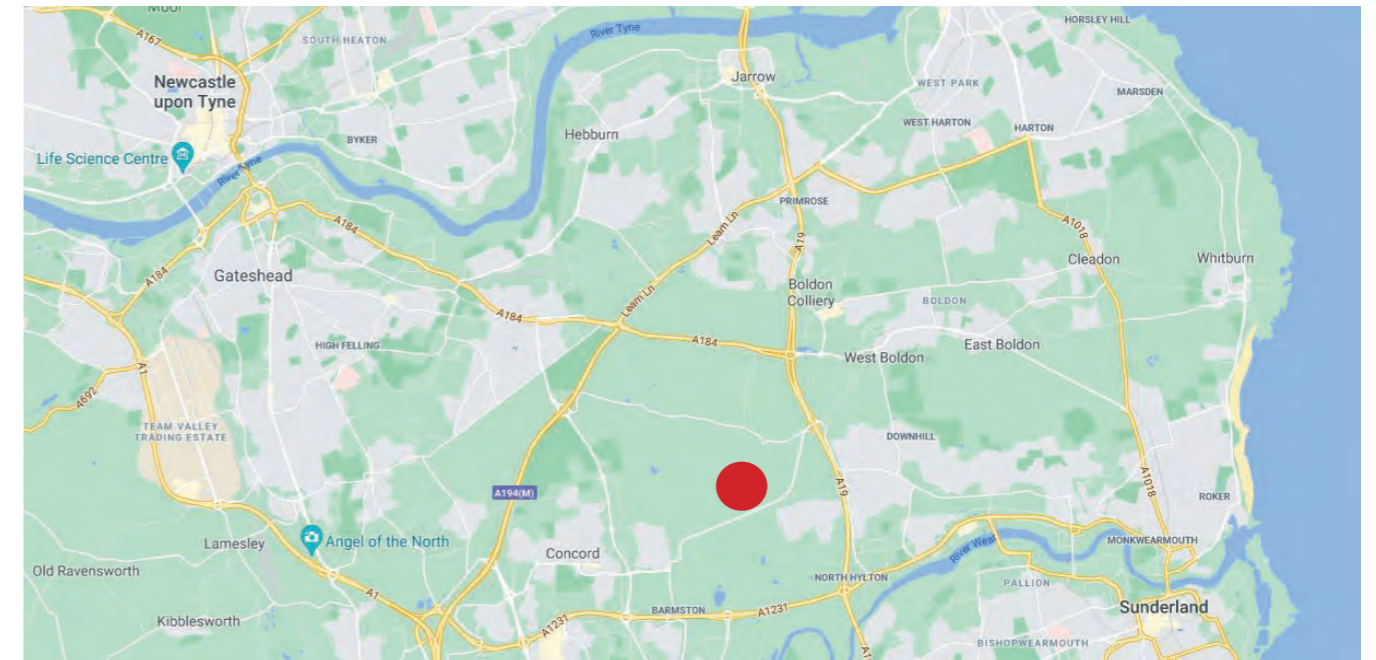 MOOR
HORSLEY HILL
A167
SOUTH HEATON
River Tyne
Jarrow
Newcastle
upon Tyne
WEST PARK
MARSDEN
WEST HARTON
HARTON
Hebburn
BYKER
Life Science Centre
River Tyne
PRIMROSE
A184
Leam Ln
A19
A1018
Cleadon
Whitburn
Gateshead
A184
Boldon
Colliery
BOLDON
Leam Ln
A184
A184
HIGH FELLING
West Boldon
East Boldon
A1
A692
TEAM VALLEY
TRADING ESTATE
DOWNHILL
A194(M)
A19
A1018
ROKER
Lamesley
Angel of the North
Concord
River Wear
MONKWEARMOUTH
Old Ravensworth
NORTH HYLTON
PALLION
A1
BARMSTON
A1231
Sunderland
Kibblesworth
A1231
BISHOPWEARMOUTH
A1